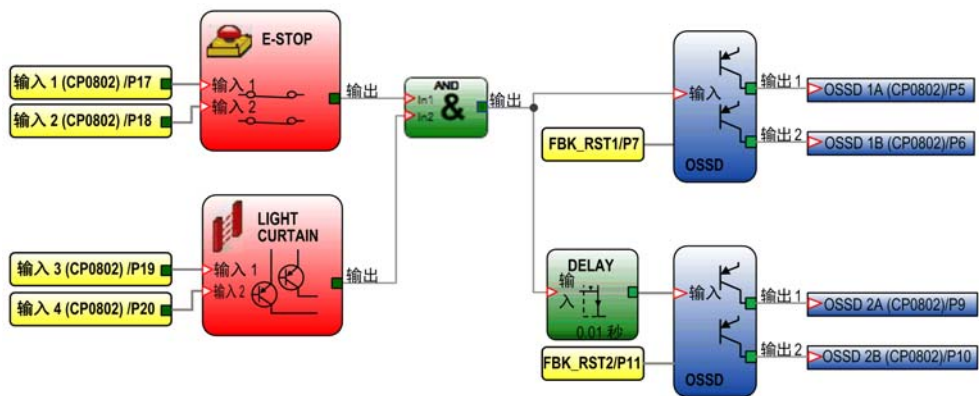 E-STOP
输入 1 (CP0802) /P17
输入 1
输入 2 (CP0802) /P18
输入 2
输出
AND
&
In1
In2
输出
输入
输出 1
OSSD 1A (CP0802)/P5
FBK_RST1/P7
输出 2
OSSD 1B (CP0802)/P6
OSSD
LIGHT
CURTAIN
输入 3 (CP0802) /P19
输入 1
输入 4 (CP0802) /P20
输入 2
输出
DELAY
输
入
0.01 秒
输入
输出 1
OSSD 2A (CP0802)/P9
FBK_RST2/P11
输出 2
OSSD 2B (CP0802)/P10
OSSD